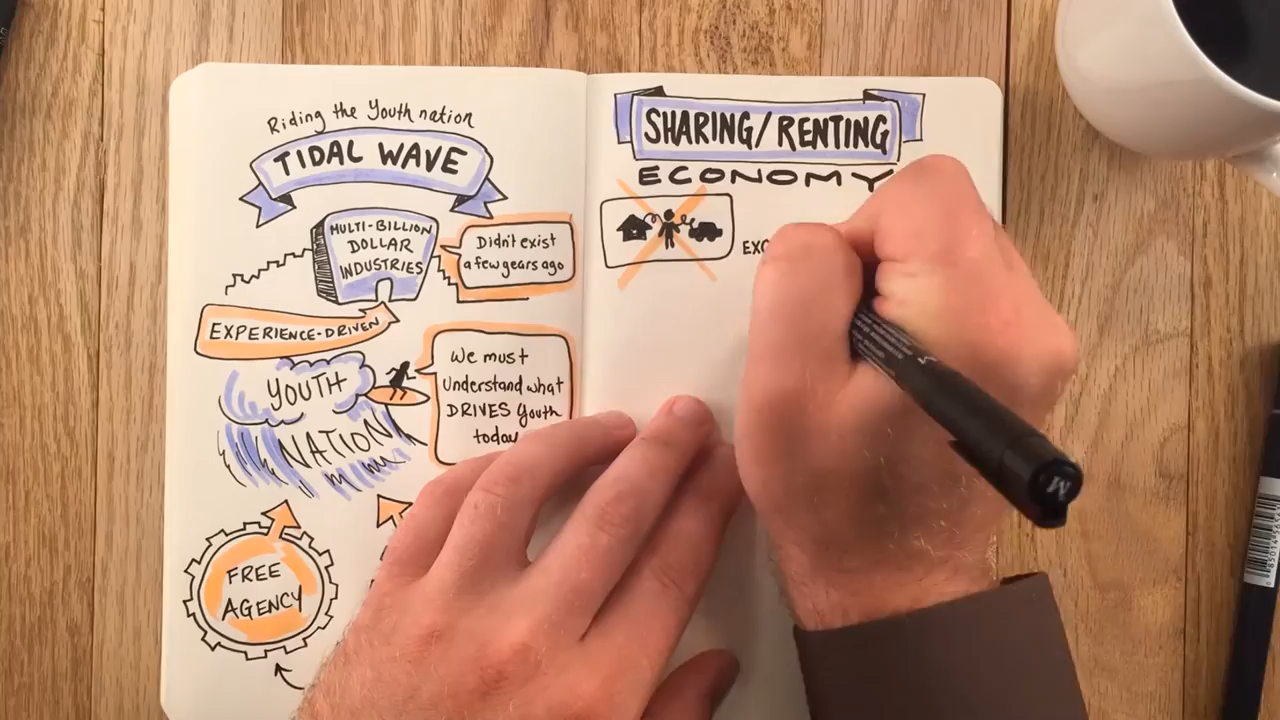 Riding the Youth nation
TIDAL WAVE
MULTI-BILLION
DOLLAR
INDUSTRIES
Didn't exist
a few years ago
EXPERIENCE-DRIVEN
YOUTH
NATION
We must
Understand what
DRIVES Youth
today
FREE
AGENCY
SHARING/RENTING
ECONOMY
M